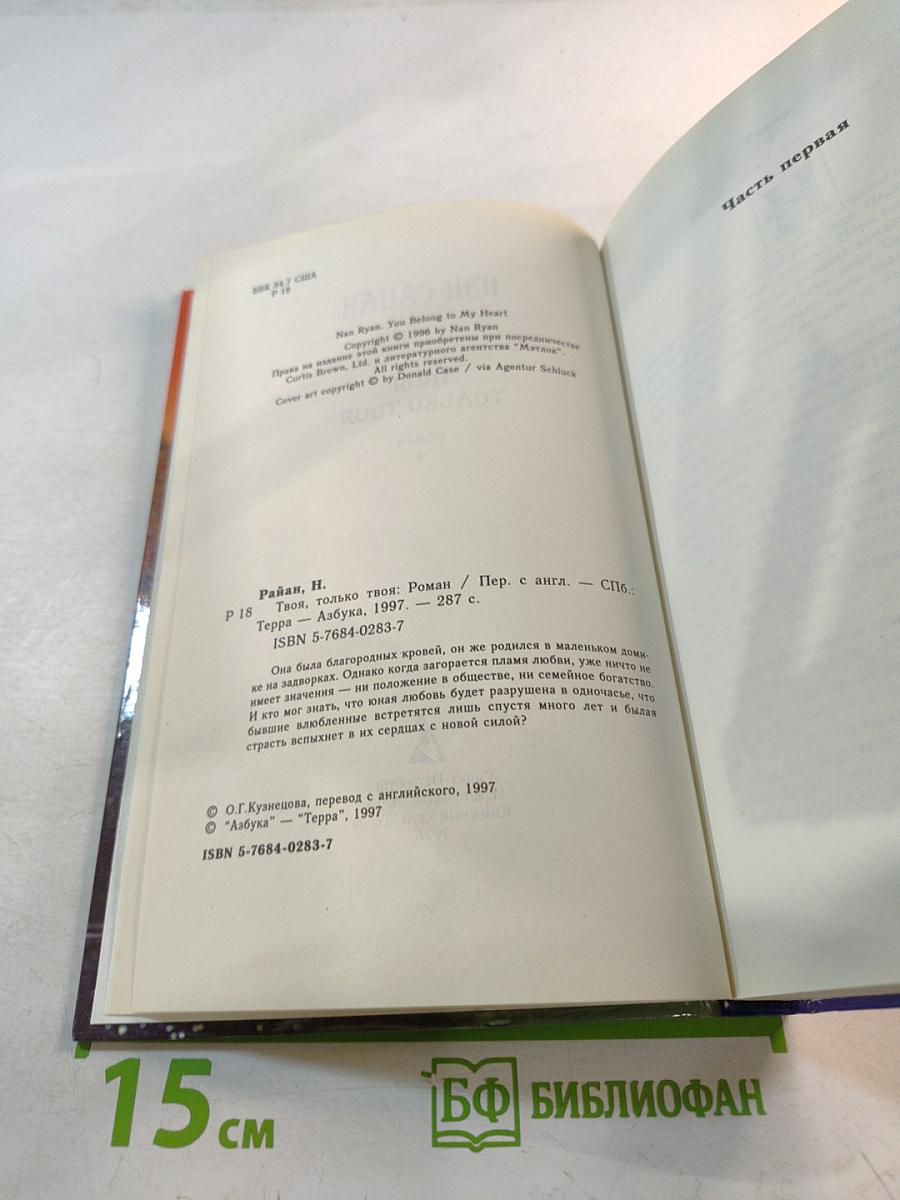 ББК 84.7 США
Р 18
Nan Ryan. You Belong to My Heart
Copyright © 1996 by Nan Ryan
Права на издание этой книги приобретены при посредничестве
Curtis Brown, Ltd. и литературного агентства "Мэтлок".
All rights reserved.
Cover art copyright © by Donald Case / via Agentur Schluck
Райан, Н.
Р 18 Твоя, только твоя: Роман / Пер. с англ. — СПб.:
Терра — Азбука, 1997. — 287 с.
ISBN 5-7684-0283-7
Она была благородных кровей, он же родился в маленьком доми-
ке на задворках. Однако когда загорается пламя любви, уже ничто не
имеет значения — ни положение в обществе, ни семейное богатство.
И кто мог знать, что юная любовь будет разрушена в одночасье, что
бывшие влюбленные встретятся лишь спустя много лет и былая
страсть вспыхнет в их сердцах с новой силой?
© О.Г.Кузнецова, перевод с английского, 1997
© "Азбука" — "Терра", 1997
ISBN 5-7684-0283-7
Часть первая
15 см
БФ БИБЛИОФАН